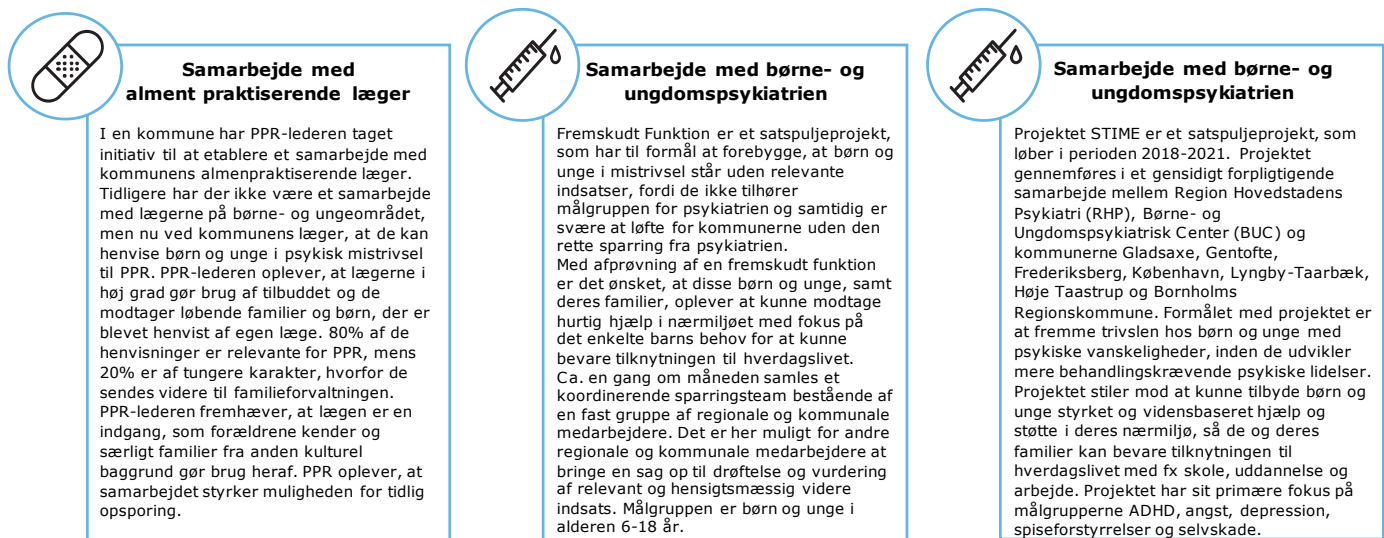 Samarbejde med
alment praktiserende læger
I en kommune har PPR-lederen taget
initiativ til at etablere et samarbejde med
kommunens almenpraktiserende læger.
Tidligere har der ikke være et samarbejde
med lægerne på børne- og ungeområdet,
men nu ved kommunens læger, at de kan
henvise børn og unge i psykisk mistrivsel
til PPR. PPR-lederen oplever, at lægerne i
høj grad gør brug af tilbuddet og de
modtager løbende familier og børn, der er
blevet henvist af egen læge. 80% af de
henvisninger er relevante for PPR, mens
20% er af tungere karakter, hvorfor de
sendes videre til familieforvaltningen.
PPR-lederen fremhæver, at lægen er en
indgang, som forældrene kender og
særligt familier fra anden kulturel
baggrund gør brug heraf. PPR oplever, at
samarbejdet styrker muligheden for tidlig
opsporing.
Samarbejde med børne- og
ungdomspsykiatrien
Fremskudt Funktion er et satspuljeprojekt,
som har til formål at forebygge, at børn og
unge i mistrivsel står uden relevante
indsatser, fordi de ikke tilhører
målgruppen for psykiatrien og samtidig er
svære at løfte for kommunerne uden den
rette sparring fra psykiatrien.
Med afprøvning af en fremskudt funktion
er det ønsket, at disse børn og unge, samt
deres familier, oplever at kunne modtage
hurtig hjælp i nærmiljøet med fokus på
det enkelte barns behov for at kunne
bevare tilknytningen til hverdagslivet.
Ca. en gang om måneden samles et
koordinerende sparringsteam bestående af
en fast gruppe af regionale og kommunale
medarbejdere. Det er her muligt for andre
regionale og kommunale medarbejdere at
bringe en sag op til drøftelse og vurdering
af relevant og hensigtsmæssig videre
indsats. Målgruppen er børn og unge i
alderen 6-18 år.
Samarbejde med børne- og
ungdomspsykiatrien
Projektet STIME er et satspuljeprojekt, som
løber i perioden 2018-2021. Projektet
gennemføres i et gensidigt forpligtigende
samarbejde mellem Region Hovedstadens
Psykiatri (RHP), Børne- og
Ungdomspsykiatrisk Center (BUC) og
kommunerne Gladsaxe, Gentofte,
Frederiksberg, København, Lyngby-Taarbæk,
Høje Taastrup og Bornholms
Regionskommune. Formålet med projektet er
at fremme trivslen hos børn og unge med
psykiske vanskeligheder, inden de udvikler
mere behandlingskrævende psykiske lidelser.
Projektet stiler mod at kunne tilbyde børn og
unge styrket og vidensbaseret hjælp og
støtte i deres nærmiljø, så de og deres
familier kan bevare tilknytningen til
hverdagslivet med fx skole, uddannelse og
arbejde. Projektet har sit primære fokus på
målgrupperne ADHD, angst, depression,
spiseforstyrrelser og selvskade.